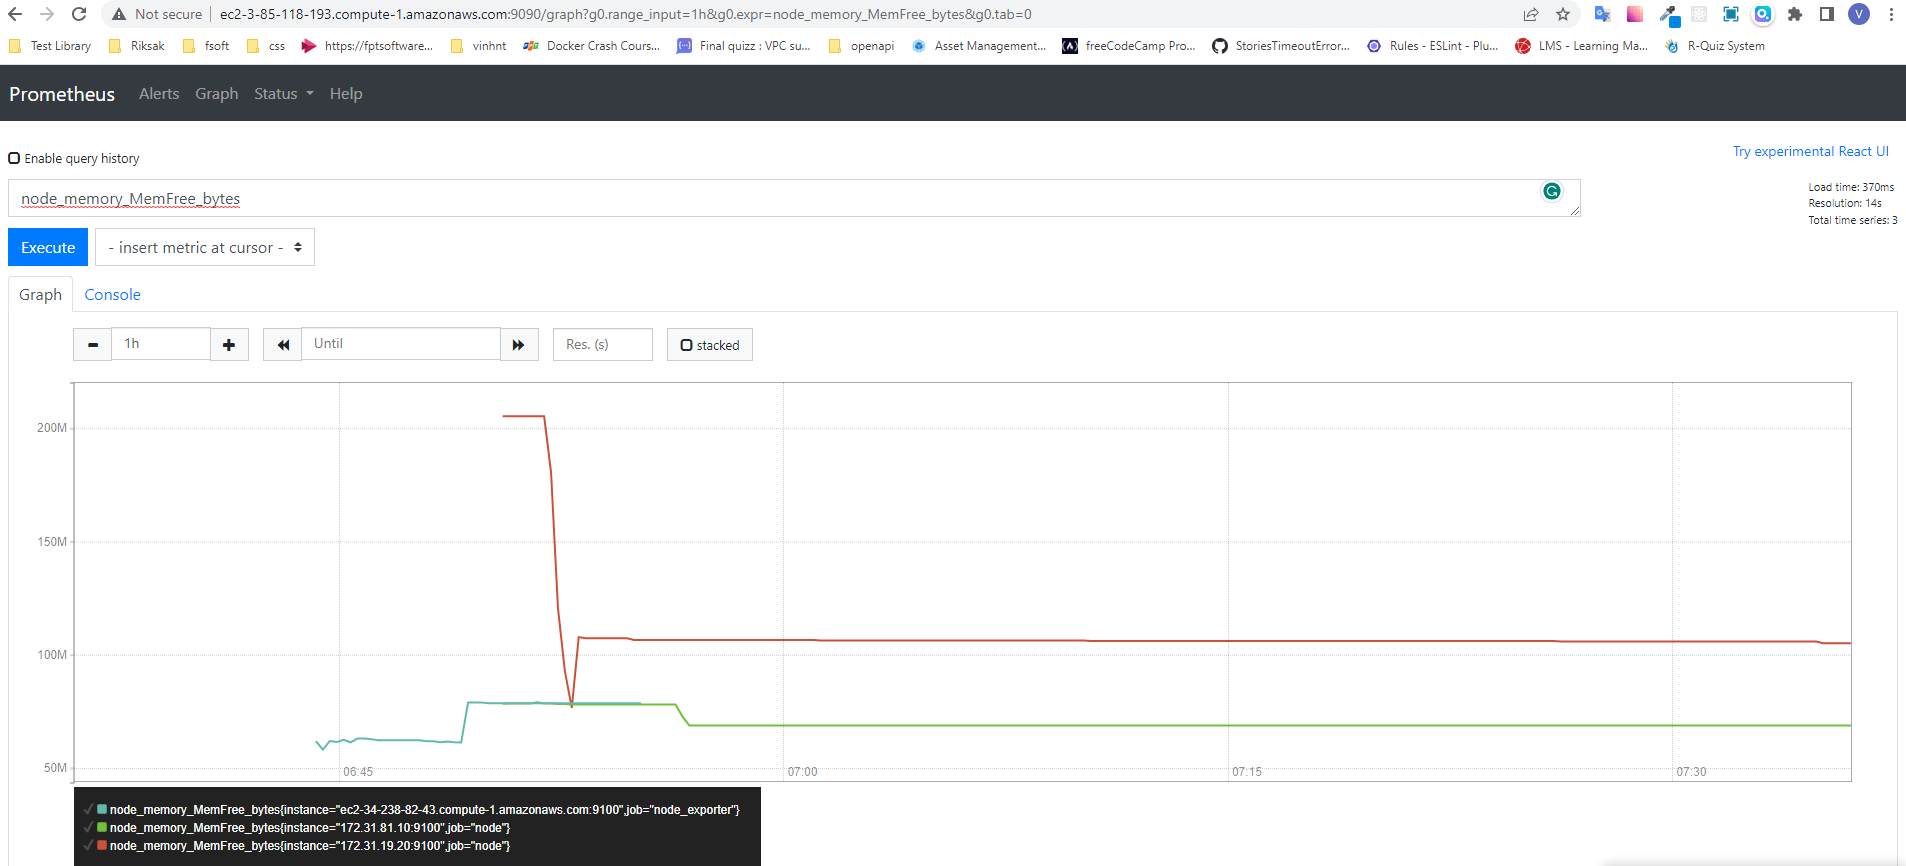 Not secure ec2-3-85-118-193.compute-1.amazonaws.com:9090/graph?g0.range_input=1h&g0.expr=node_memory_MemFree_bytes&g0.tab=0
Test Library Riksak fsoft css https://fptsoftware... vinhnt Docker Crash Cours... Final quizz : VPC su... openapi Asset Management... freeCodeCamp Pro... StoriesTimeoutError... Rules - ESLint - Plu... LMS - Learning Ma... R-Quiz System
V
Prometheus Alerts Graph Status Help
Enable query history
Try experimental React UI
node_memory_MemFree_bytes
Load time: 370ms
Resolution: 14s
Total time series: 3
Execute - insert metric at cursor -
Graph Console
1h Until Res. (s) stacked
200M
150M
100M
50M
06:45 07:00 07:15 07:30
node_memory_MemFree_bytes{instance="ec2-34-238-82-43.compute-1.amazonaws.com:9100",job="node_exporter"}
node_memory_MemFree_bytes{instance="172.31.81.10:9100",job="node"}
node_memory_MemFree_bytes{instance="172.31.19.20:9100",job="node"}